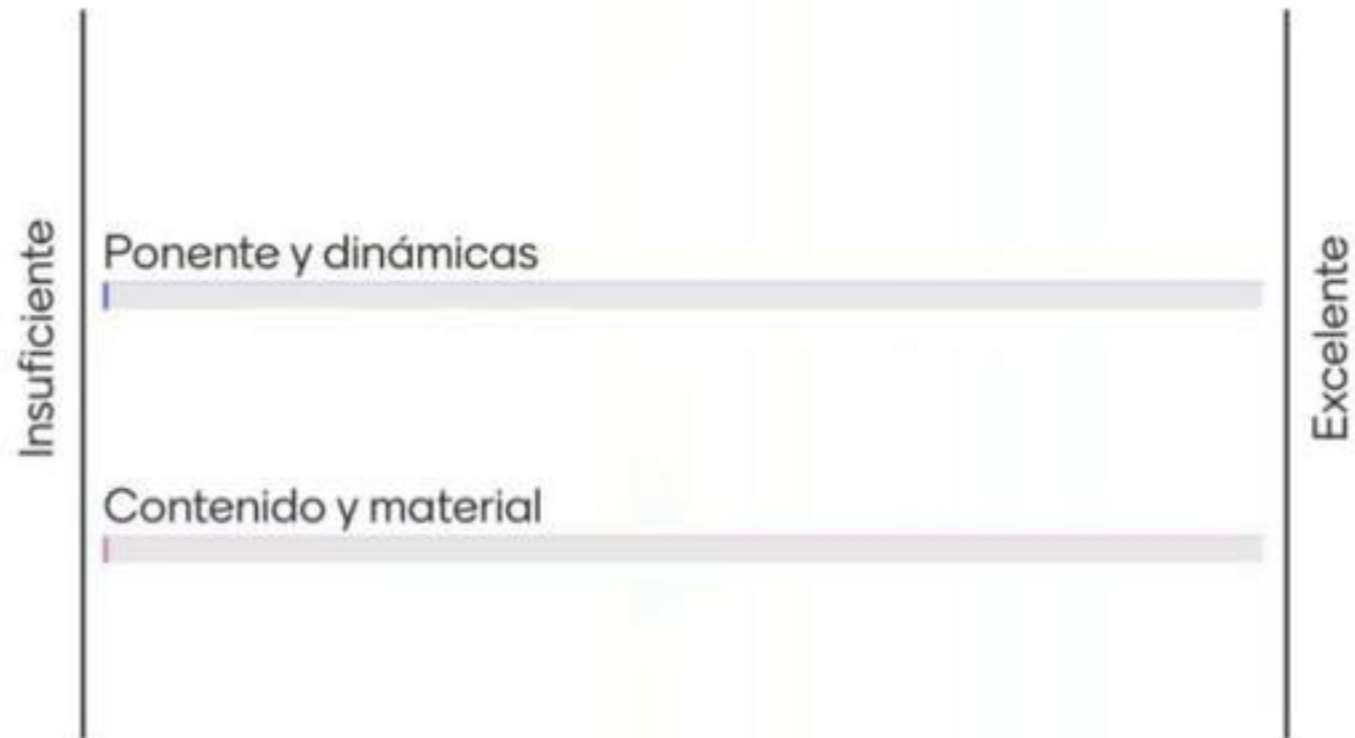 Insuficiente
Ponente y dinámicas
Contenido y material
Excelente